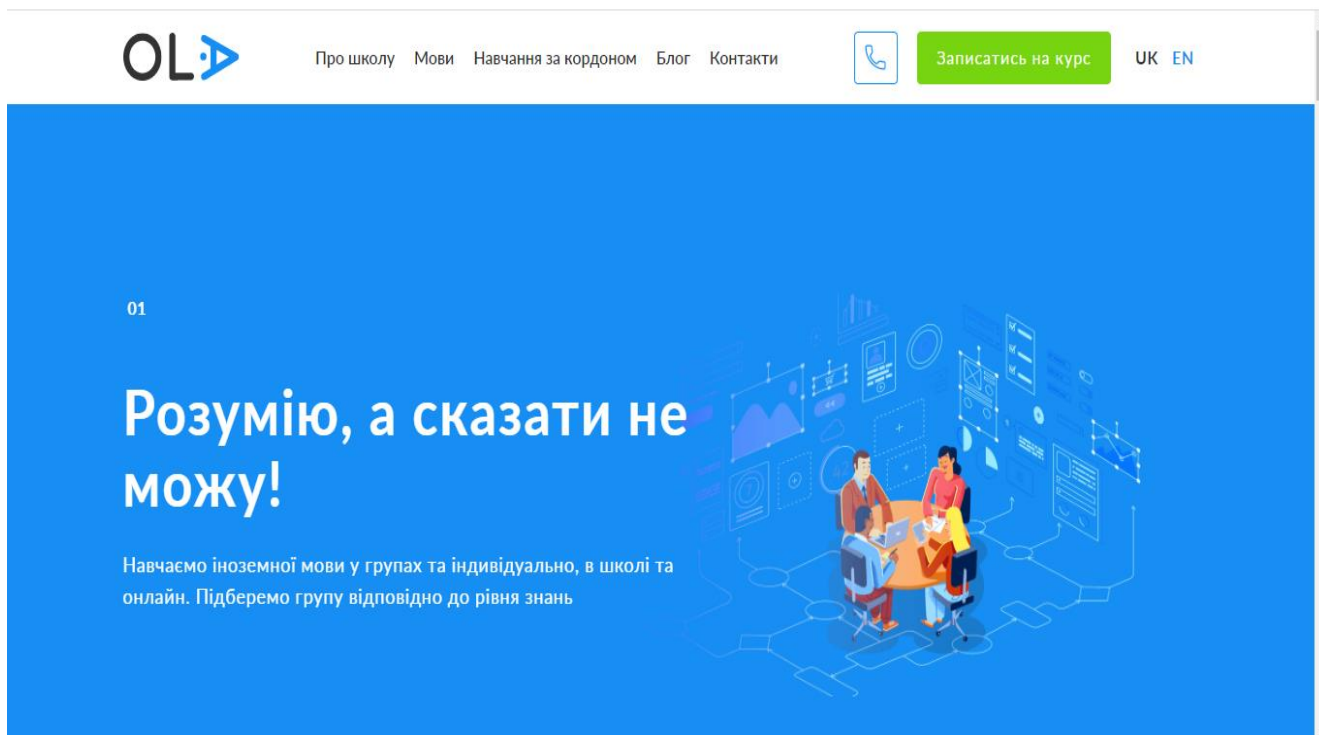 OLA
Про школу Мови Навчання за кордоном Блог Контакти
Записатись на курс
UK EN
01
Розумію, а сказати не
можу!
Навчаємо іноземної мови у групах та індивідуально, в школі та
онлайн. Підберемо групу відповідно до рівня знань